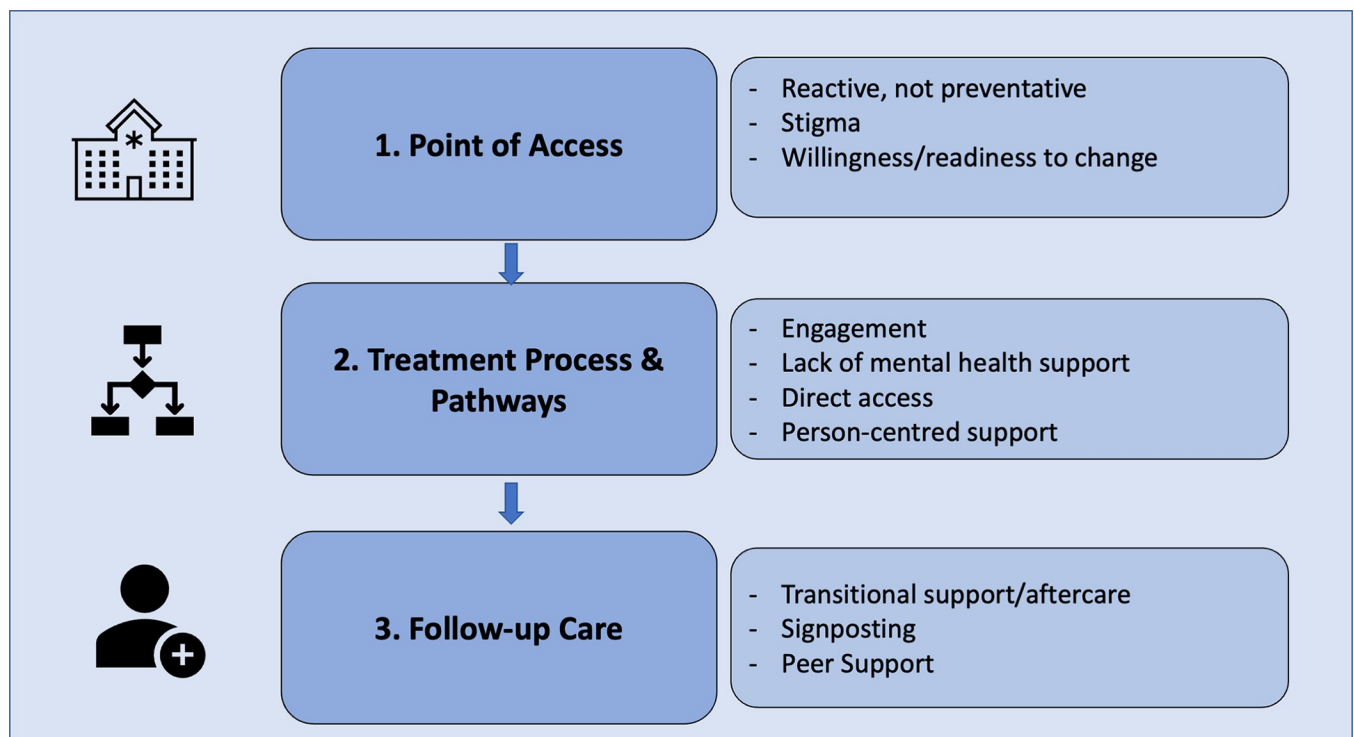 1. Point of Access
- Reactive, not preventative
- Stigma
- Willingness/readiness to change
2. Treatment Process &
Pathways
- Engagement
- Lack of mental health support
- Direct access
- Person-centred support
3. Follow-up Care
- Transitional support/aftercare
- Signposting
- Peer Support